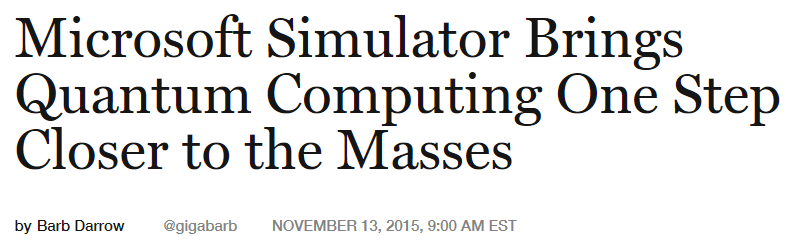 Microsoft Simulator Brings
Quantum Computing One Step
Closer to the Masses
by Barb Darrow @gigabarb NOVEMBER 13, 2015, 9:00 AM EST